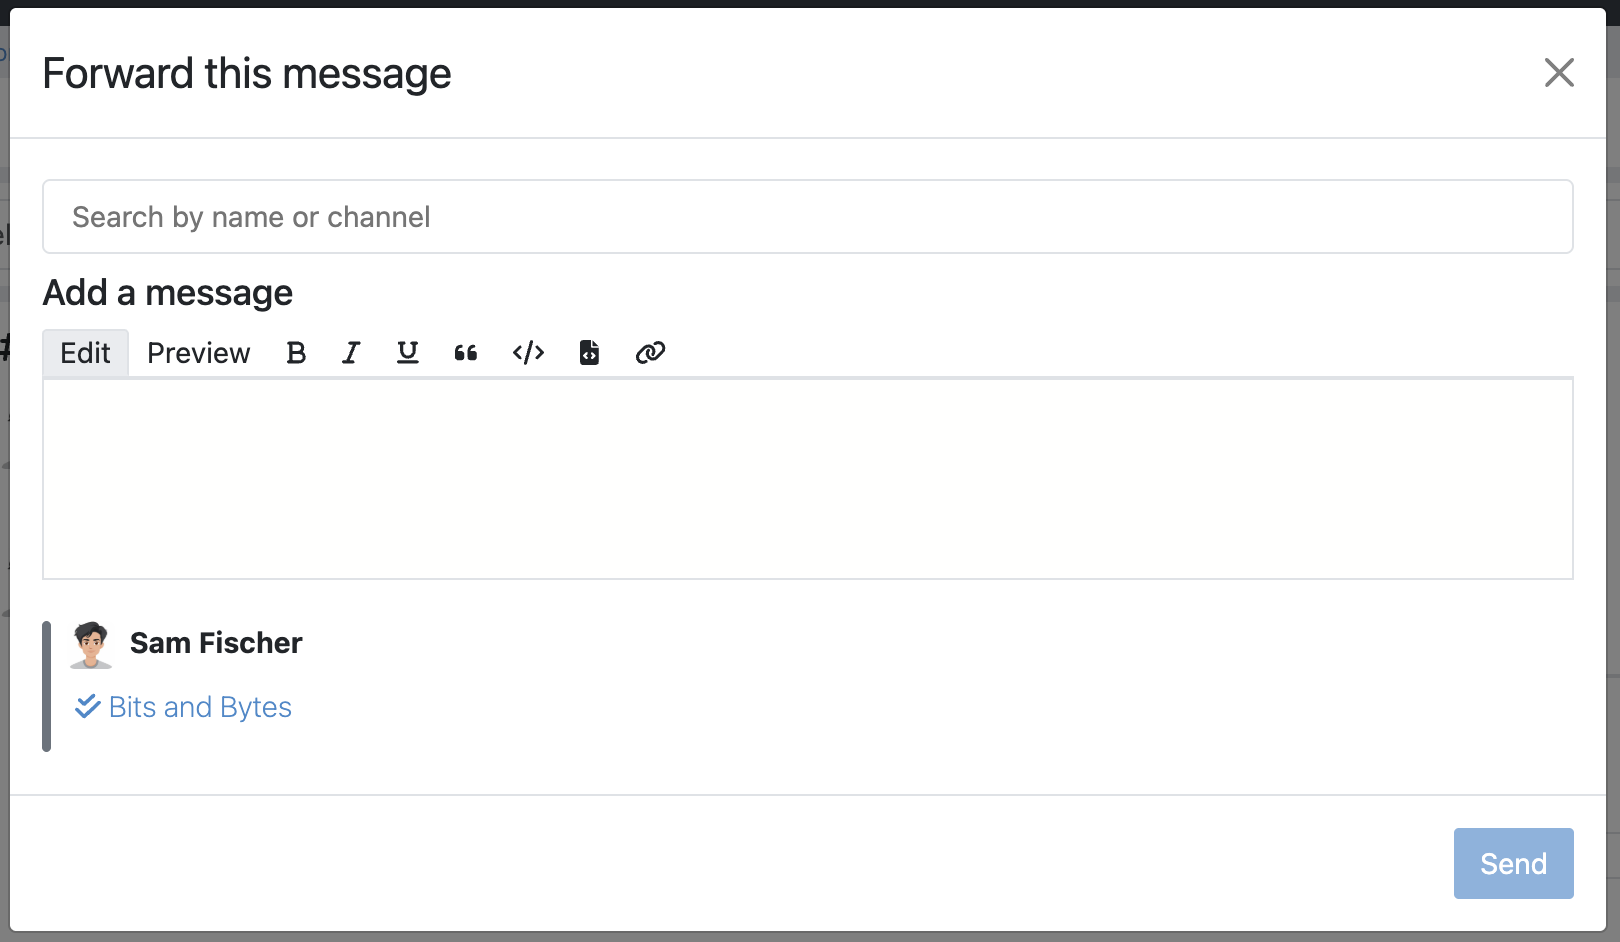 Forward this message
Search by name or channel
Add a message
Edit Preview B I U
Sam Fischer
Bits and Bytes
Send